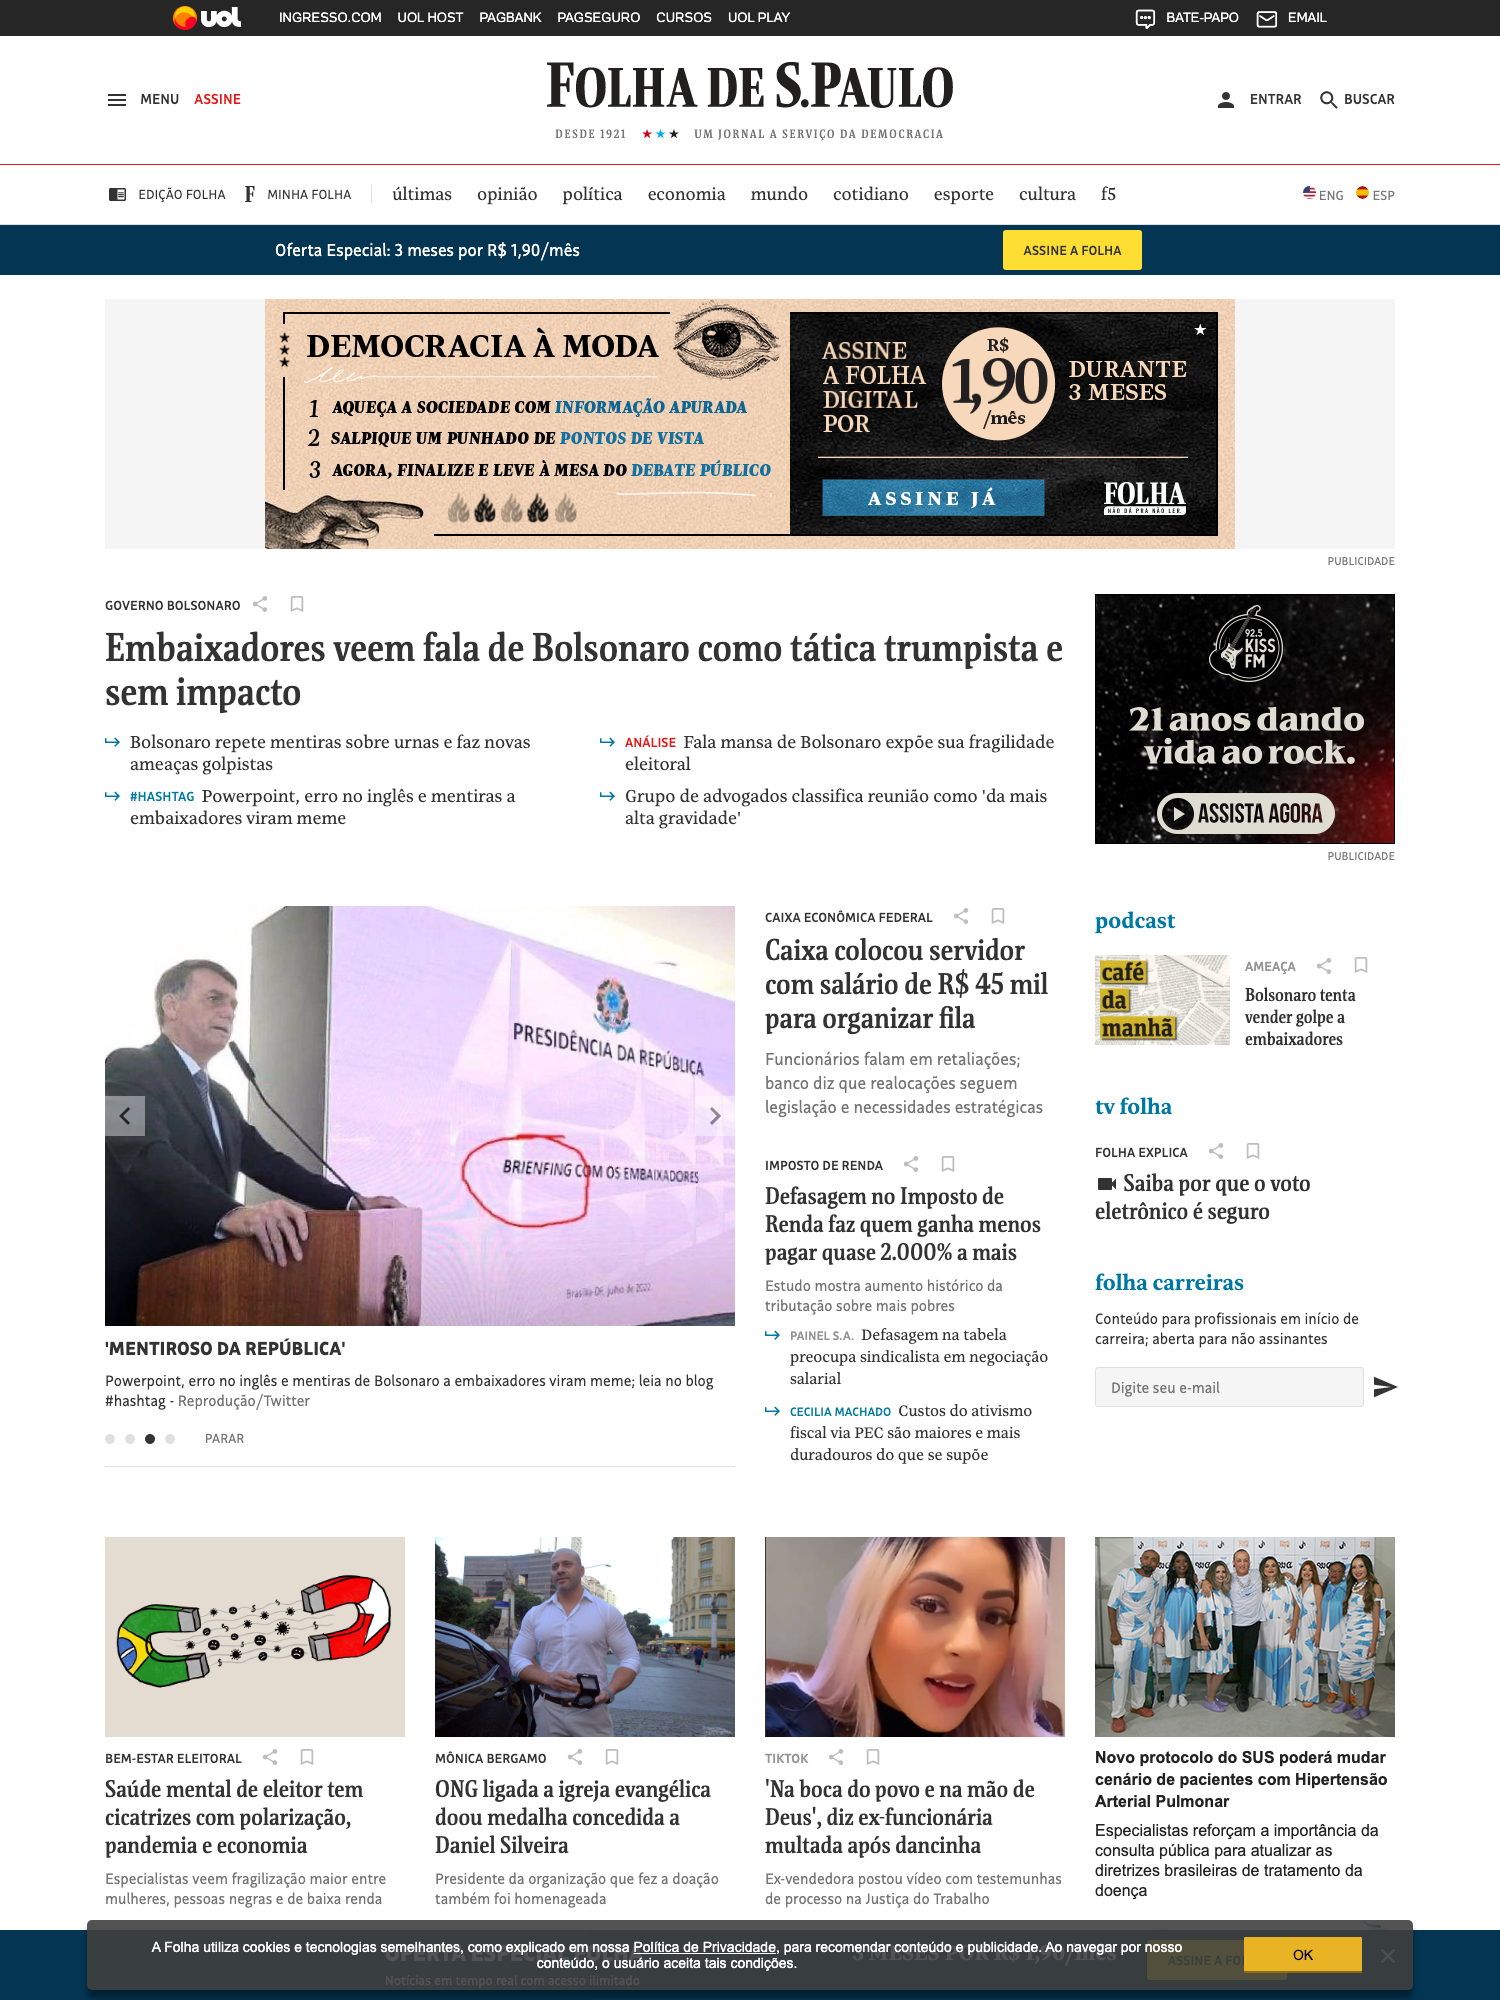 uol INGRESSO.COM UOL HOST PAGBANK PAGSEGURO CURSOS UOL PLAY BATE-PAPO EMAIL
MENU ASSINE
FOLHA DE S.PAULO
DESDE 1921 ★★★ UM JORNAL A SERVIÇO DA DEMOCRACIA
ENTRAR BUSCAR
EDIÇÃO FOLHA F MINHA FOLHA últimas opinião política economia mundo cotidiano esporte cultura f5 ENG ESP
Oferta Especial: 3 meses por R$ 1,90/mês ASSINE A FOLHA
DEMOCRACIA À MODA
1 AQUEÇA A SOCIEDADE COM INFORMAÇÃO APURADA
2 SALPIQUE UM PUNHADO DE PONTOS DE VISTA
3 AGORA, FINALIZE E LEVE À MESA DO DEBATE PÚBLICO
ASSINE
A FOLHA
DIGITAL
POR
R$
1,90
/mês
DURANTE
3 MESES
ASSINE JÁ
FOLHA
NÃO DÁ PRA NÃO LER.
PUBLICIDADE
GOVERNO BOLSONARO
Embaixadores veem fala de Bolsonaro como tática trumpista e
sem impacto
Bolsonaro repete mentiras sobre urnas e faz novas
ameaças golpistas
#HASHTAG Powerpoint, erro no inglês e mentiras a
embaixadores viram meme
ANÁLISE Fala mansa de Bolsonaro expõe sua fragilidade
eleitoral
Grupo de advogados classifica reunião como 'da mais
alta gravidade'
92.5
KISS
FM
21 anos dando
vida ao rock.
ASSISTA AGORA
PUBLICIDADE
PRESIDÊNCIA DA REPÚBLICA
BRIENFING COM OS EMBAIXADORES
Brasília-DF, julho de 2022
'MENTIROSO DA REPÚBLICA'
Powerpoint, erro no inglês e mentiras de Bolsonaro a embaixadores viram meme; leia no blog
#hashtag - Reprodução/Twitter
PARAR
CAIXA ECONÔMICA FEDERAL
Caixa colocou servidor
com salário de R$ 45 mil
para organizar fila
Funcionários falam em retaliações;
banco diz que realocações seguem
legislação e necessidades estratégicas
IMPOSTO DE RENDA
Defasagem no Imposto de
Renda faz quem ganha menos
pagar quase 2.000% a mais
Estudo mostra aumento histórico da
tributação sobre mais pobres
PAINEL S.A. Defasagem na tabela
preocupa sindicalista em negociação
salarial
CECILIA MACHADO Custos do ativismo
fiscal via PEC são maiores e mais
duradouros do que se supõe
podcast
café
da
manhã
AMEAÇA
Bolsonaro tenta
vender golpe a
embaixadores
tv folha
FOLHA EXPLICA
Saiba por que o voto
eletrônico é seguro
folha carreiras
Conteúdo para profissionais em início de
carreira; aberta para não assinantes
Digite seu e-mail
BEM-ESTAR ELEITORAL
Saúde mental de eleitor tem
cicatrizes com polarização,
pandemia e economia
Especialistas veem fragilização maior entre
mulheres, pessoas negras e de baixa renda
MÔNICA BERGAMO
ONG ligada a igreja evangélica
doou medalha concedida a
Daniel Silveira
Presidente da organização que fez a doação
também foi homenageada
TIKTOK
'Na boca do povo e na mão de
Deus', diz ex-funcionária
multada após dancinha
Ex-vendedora postou vídeo com testemunhas
de processo na Justiça do Trabalho
Novo protocolo do SUS poderá mudar
cenário de pacientes com Hipertensão
Arterial Pulmonar
Especialistas reforçam a importância da
consulta pública para atualizar as
diretrizes brasileiras de tratamento da
doença
A Folha utiliza cookies e tecnologias semelhantes, como explicado em nossa Política de Privacidade, para recomendar conteúdo e publicidade. Ao navegar por nosso
conteúdo, o usuário aceita tais condições.
OK
Notícias em tempo real com acesso ilimitado
ASSINE A FO